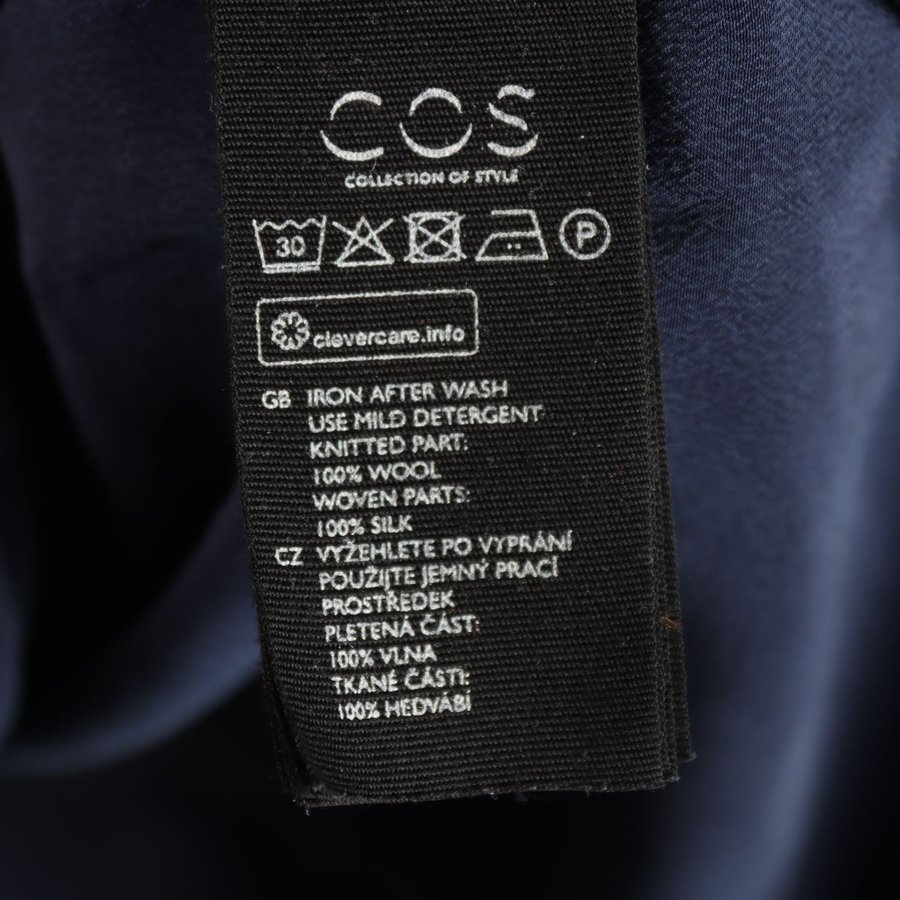 COS
COLLECTION OF STYLE
30 P
clevercare.info
GB IRON AFTER WASH
USE MILD DETERGENT
KNITTED PART:
100% WOOL
WOVEN PARTS:
100% SILK
CZ VYŽEHLETE PO VYPRÁNÍ
POUŽIJTE JEMNÝ PRACÍ
PROSTŘEDEK
PLETENÁ ČÁST:
100% VLNA
TKANÉ ČÁSTI:
100% HEDVÁBÍ